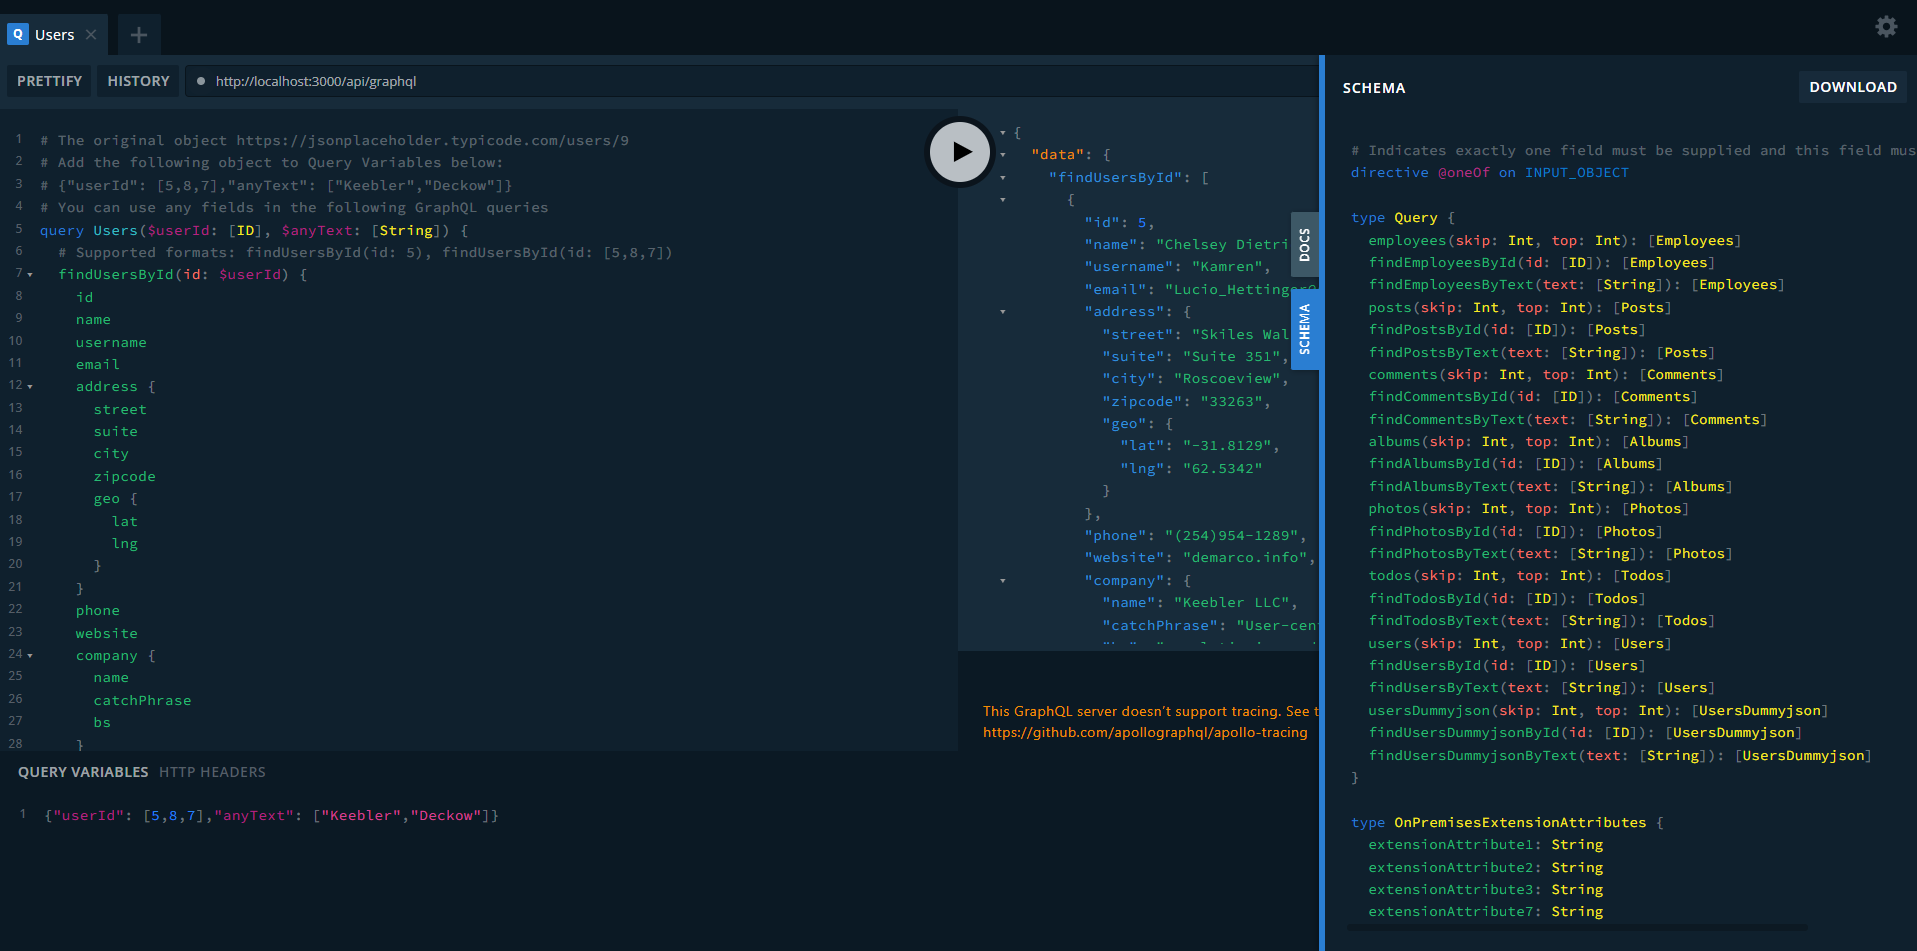 Q Users
PRETTIFY HISTORY http://localhost:3000/api/graphql
1 # The original object https://jsonplaceholder.typicode.com/users/9
2 # Add the following object to Query Variables below:
3 # {"userId": [5,8,7],"anyText": ["Keebler","Deckow"]}
4 # You can use any fields in the following GraphQL queries
5 query Users($userId: [ID], $anyText: [String]) {
6 # Supported formats: findUsersById(id: 5), findUsersById(id: [5,8,7])
7 findUsersById(id: $userId) {
8 id
9 name
10 username
11 email
12 address {
13 street
14 suite
15 city
16 zipcode
17 geo {
18 lat
19 lng
20 }
21 }
22 phone
23 website
24 company {
25 name
26 catchPhrase
27 bs
28 }
QUERY VARIABLES HTTP HEADERS
1 {"userId": [5,8,7],"anyText": ["Keebler","Deckow"]}
{
"data": {
"findUsersById": [
{
"id": 5,
"name": "Chelsey Dietri
"username": "Kamren",
"email": "Lucio_Hettinger
"address": {
"street": "Skiles Wal
"suite": "Suite 351",
"city": "Roscoeview",
"zipcode": "33263",
"geo": {
"lat": "-31.8129",
"lng": "62.5342"
}
},
"phone": "(254)954-1289",
"website": "demarco.info",
"company": {
"name": "Keebler LLC",
"catchPhrase": "User-cen
This GraphQL server doesn't support tracing. See t
https://github.com/apollographql/apollo-tracing
DOCS
SCHEMA
SCHEMA DOWNLOAD
# Indicates exactly one field must be supplied and this field mus
directive @oneOf on INPUT_OBJECT
type Query {
employees(skip: Int, top: Int): [Employees]
findEmployeesById(id: [ID]): [Employees]
findEmployeesByText(text: [String]): [Employees]
posts(skip: Int, top: Int): [Posts]
findPostsById(id: [ID]): [Posts]
findPostsByText(text: [String]): [Posts]
comments(skip: Int, top: Int): [Comments]
findCommentsById(id: [ID]): [Comments]
findCommentsByText(text: [String]): [Comments]
albums(skip: Int, top: Int): [Albums]
findAlbumsById(id: [ID]): [Albums]
findAlbumsByText(text: [String]): [Albums]
photos(skip: Int, top: Int): [Photos]
findPhotosById(id: [ID]): [Photos]
findPhotosByText(text: [String]): [Photos]
todos(skip: Int, top: Int): [Todos]
findTodosById(id: [ID]): [Todos]
findTodosByText(text: [String]): [Todos]
users(skip: Int, top: Int): [Users]
findUsersById(id: [ID]): [Users]
findUsersByText(text: [String]): [Users]
usersDummyjson(skip: Int, top: Int): [UsersDummyjson]
findUsersDummyjsonById(id: [ID]): [UsersDummyjson]
findUsersDummyjsonByText(text: [String]): [UsersDummyjson]
}
type OnPremisesExtensionAttributes {
extensionAttribute1: String
extensionAttribute2: String
extensionAttribute3: String
extensionAttribute7: String